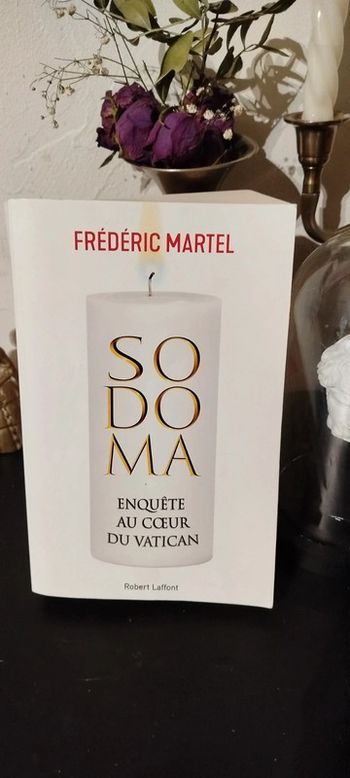 FRÉDÉRIC MARTEL
SO
DO
MA
ENQUÊTE
AU CŒUR
DU VATICAN
Robert Laffont